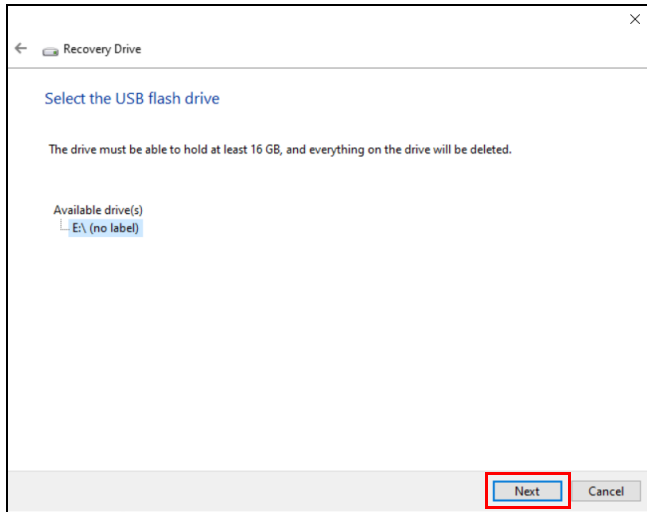 Recovery Drive
Select the USB flash drive
The drive must be able to hold at least 16 GB, and everything on the drive will be deleted.
Available drive(s)
E:\ (no label)
Next Cancel